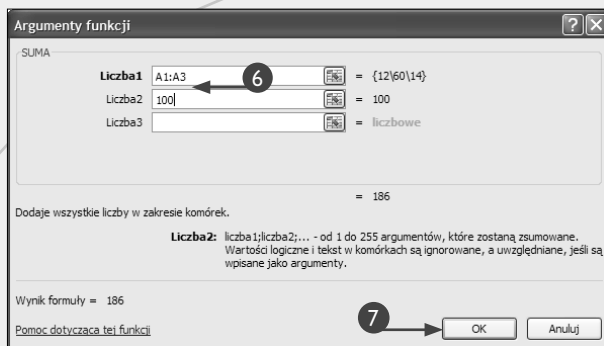 Argumenty funkcji
SUMA
Liczba1 A1:A3 = {12\60\14}
6
Liczba2 100 = 100
Liczba3 = liczbowe
= 186
Dodaje wszystkie liczby w zakresie komórek.
Liczba2: liczba1;liczba2;... - od 1 do 255 argumentów, które zostaną zsumowane.
Wartości logiczne i tekst w komórkach są ignorowane, a uwzględniane, jeśli są
wpisane jako argumenty.
Wynik formuły = 186
7
Pomoc dotycząca tej funkcji OK Anuluj